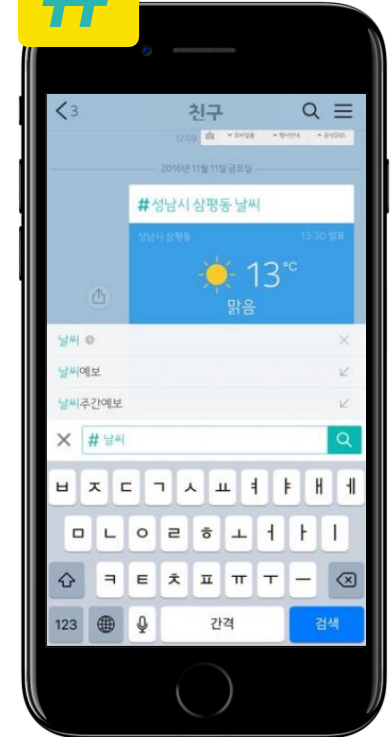 #
3 친구
12:09
2016년 11월 11일 금요일
#성남시 삼평동 날씨
성남시 삼평동 13:30 발표
13°C
맑음
날씨
날씨예보
날씨주간예보
# 날씨
ㅂ ㅈ ㄷ ㄱ ㅅ ㅛ ㅕ ㅑ ㅐ ㅔ
ㅁ ㄴ ㅇ ㄹ ㅎ ㅗ ㅓ ㅏ ㅣ
ㅋ ㅌ ㅊ ㅍ ㅠ ㅜ ㅡ
123 간격 검색